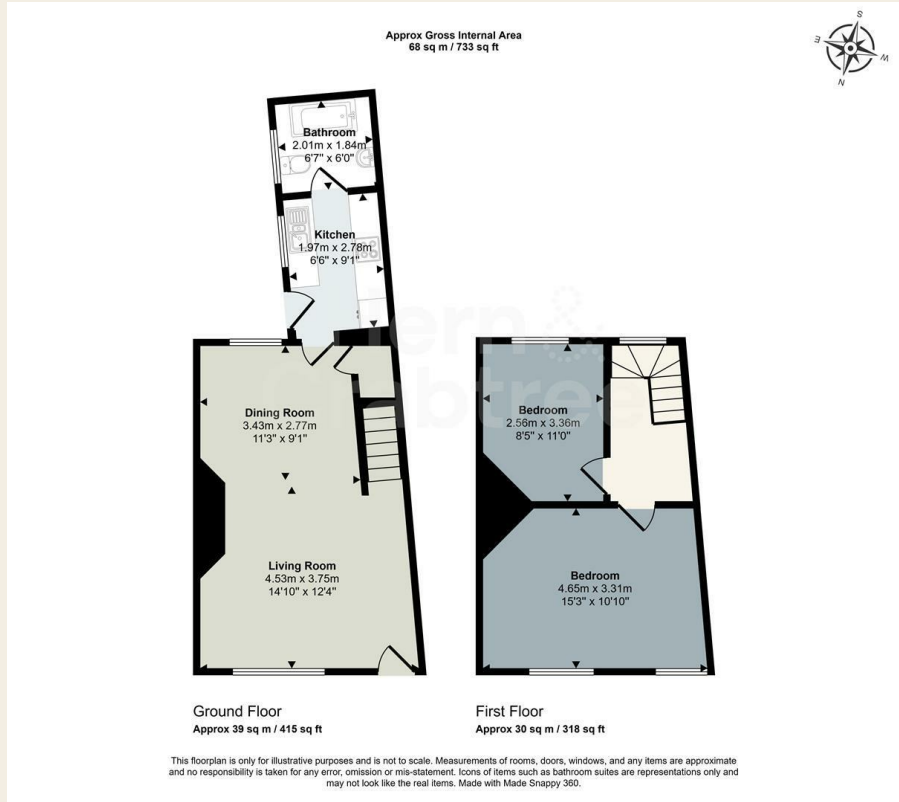 Approx Gross Internal Area
68 sq m / 733 sq ft
S
E
W
N
Bathroom
2.01m x 1.84m
6'7" x 6'0"
Kitchen
1.97m x 2.78m
6'6" x 9'1"
Dining Room
3.43m x 2.77m
11'3" x 9'1"
Living Room
4.53m x 3.75m
14'10" x 12'4"
Bedroom
2.56m x 3.36m
8'5" x 11'0"
Bedroom
4.65m x 3.31m
15'3" x 10'10"
Ground Floor
Approx 39 sq m / 415 sq ft
First Floor
Approx 30 sq m / 318 sq ft
This floorplan is only for illustrative purposes and is not to scale. Measurements of rooms, doors, windows, and any items are approximate
and no responsibility is taken for any error, omission or mis-statement. Icons of items such as bathroom suites are representations only and
may not look like the real items. Made with Made Snappy 360.